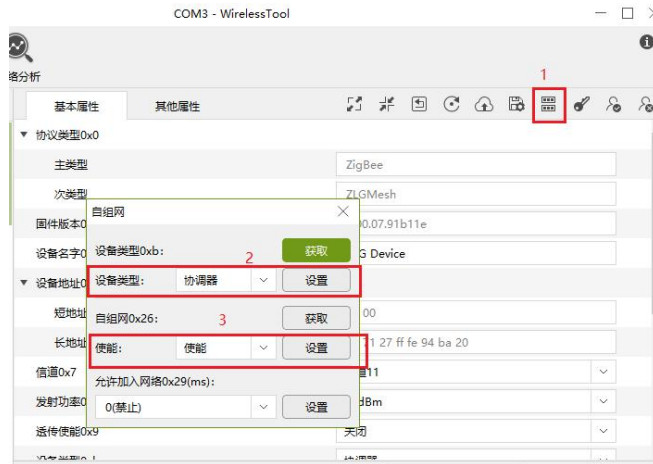 COM3 - WirelessTool
络分析
1
基本属性 其他属性
协议类型0x0
主类型 ZigBee
次类型 ZLGMesh
自组网
固件版本0 00.07.91b11e
设备类型0xb: 获取
设备名字0 G Device
2
设备类型: 协调器 设置
设备地址0
自组网0x26: 3 获取
短地址 00
使能: 使能 设置
长地址 71 27 ff fe 94 ba 20
信道0x7 11
允许加入网络0x29(ms):
发射功率0 dBm
0(禁止) 设置
透传使能0x9 关闭
协调器